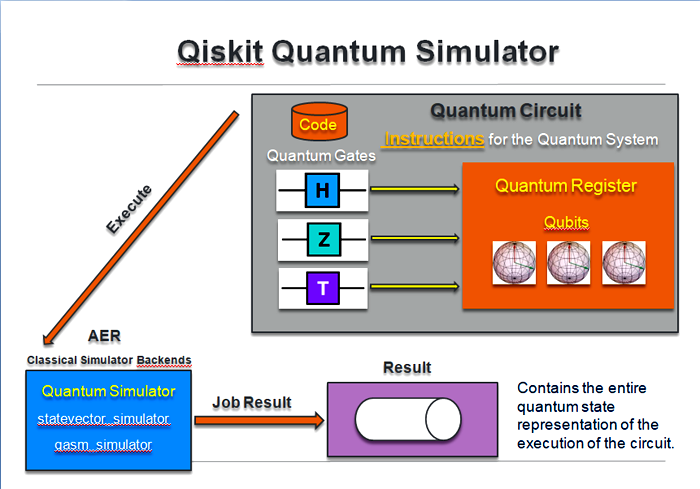 Qiskit Quantum Simulator
Code
Quantum Circuit
Instructions for the Quantum System
Quantum Gates
H
Z
T
Quantum Register
Qubits
Execute
AER
Classical Simulator Backends
Quantum Simulator
statevector_simulator
qasm_simulator
Job Result
Result
Contains the entire
quantum state
representation of the
execution of the circuit.